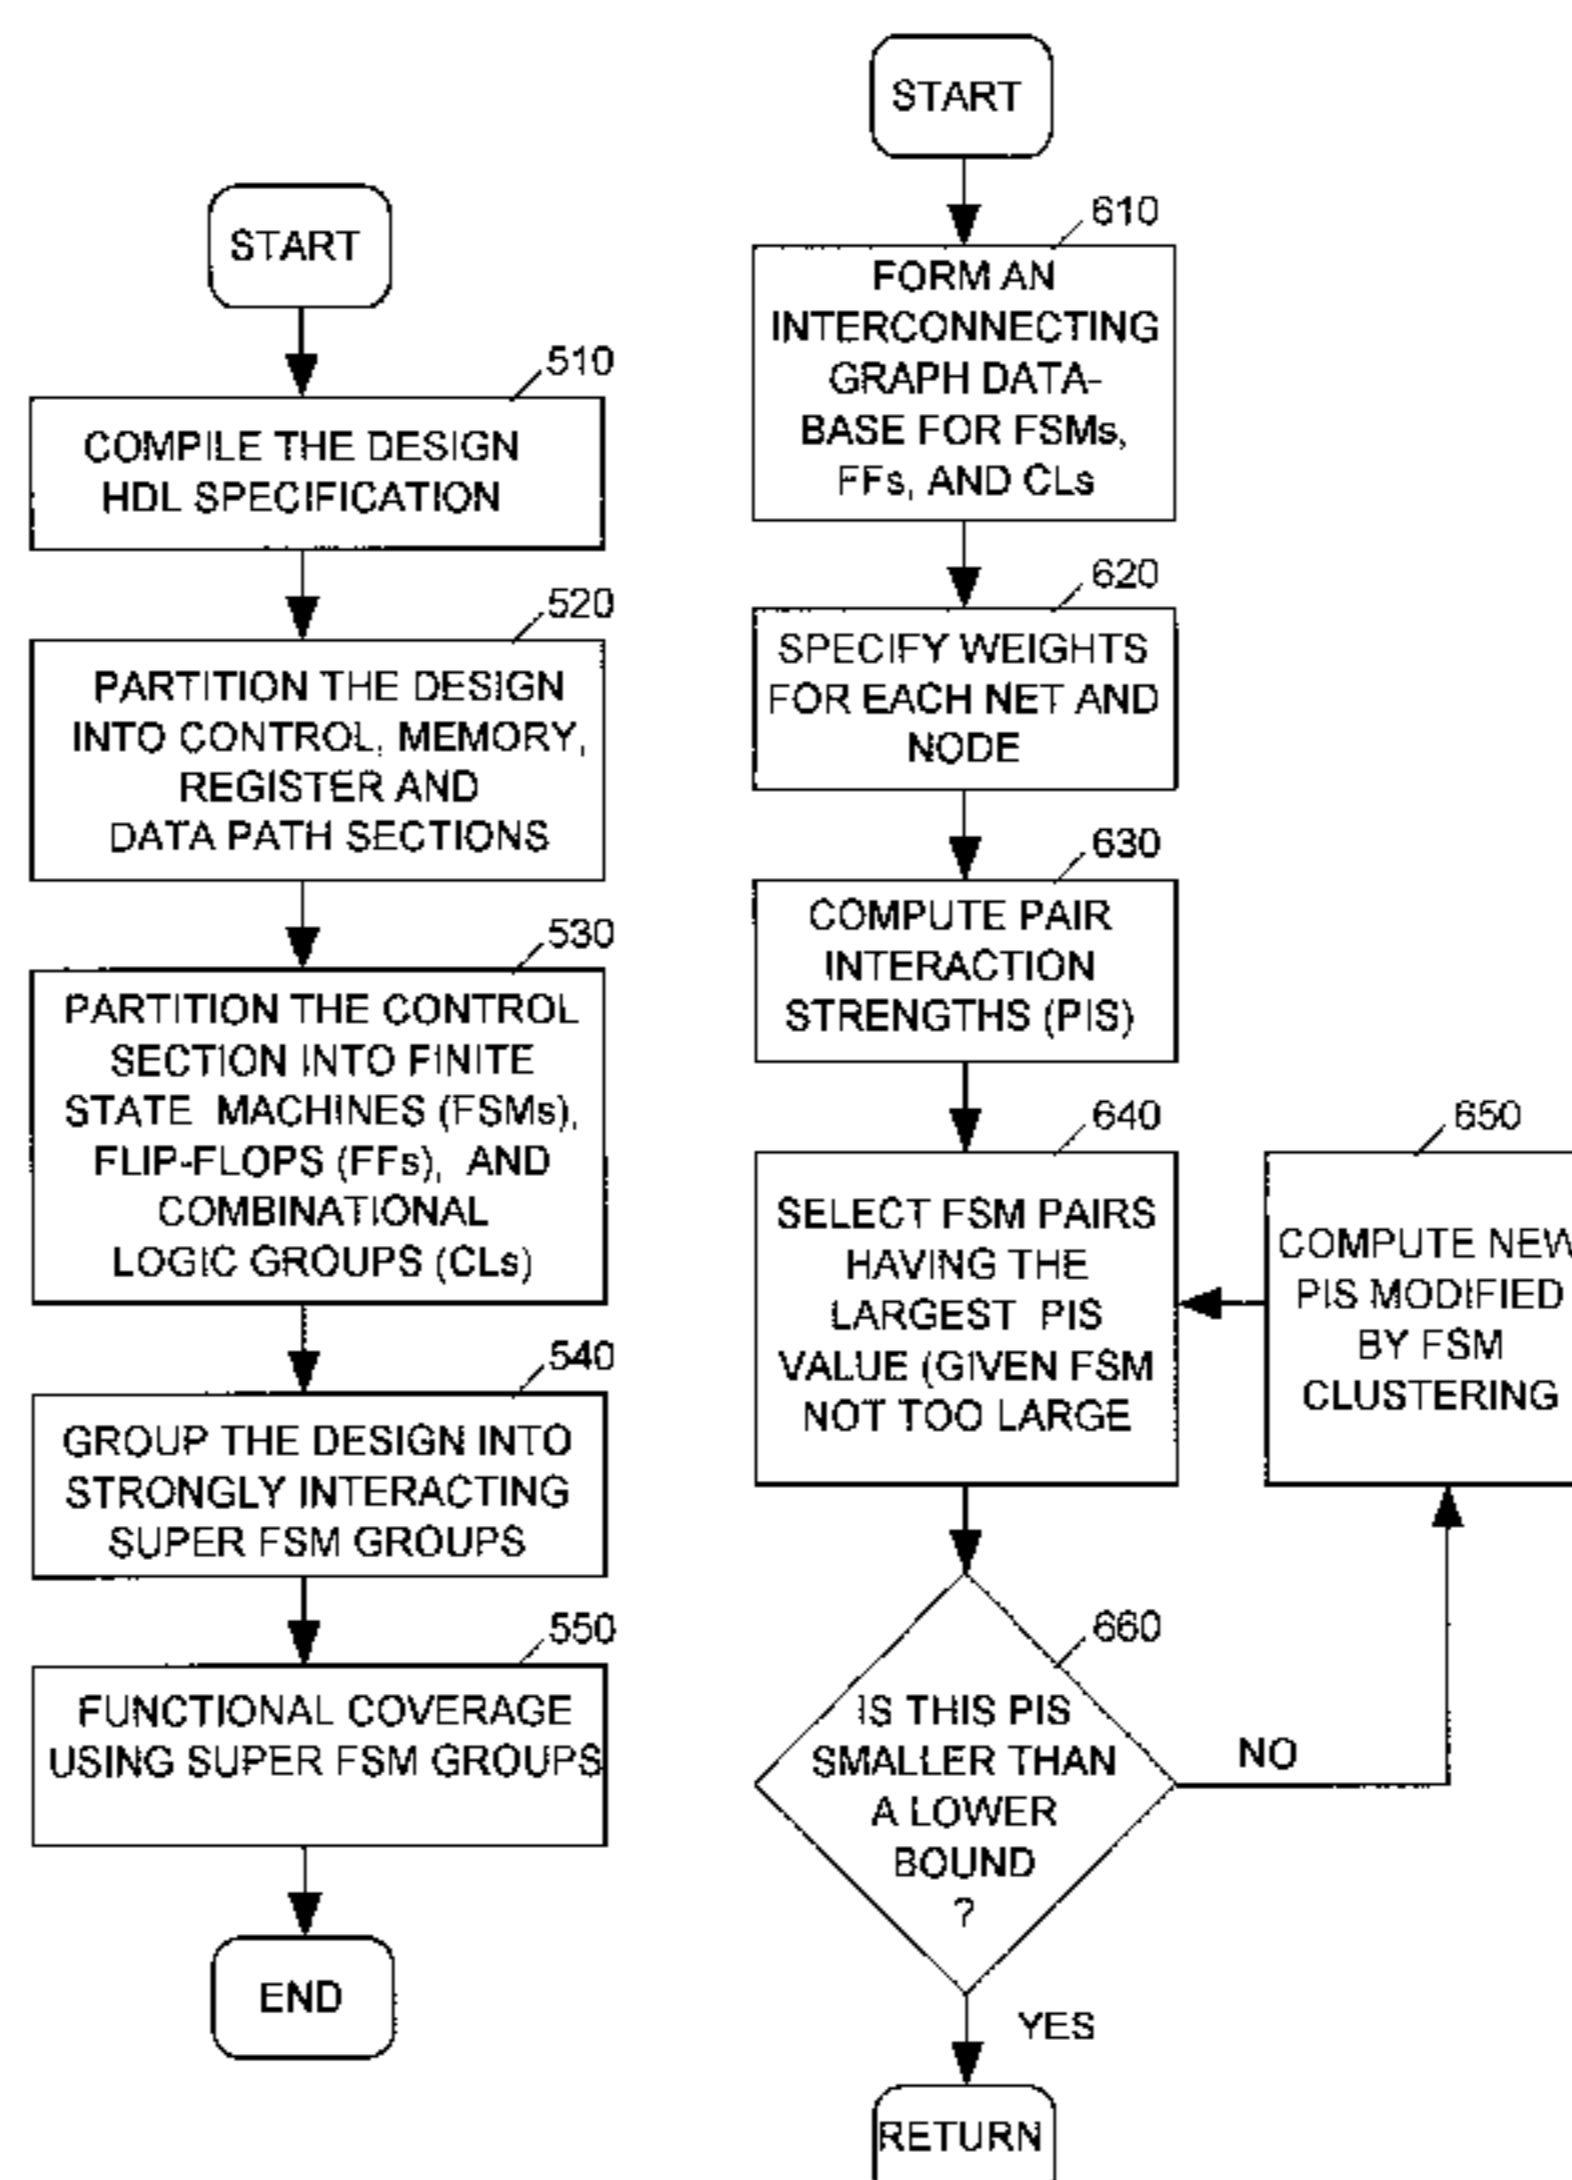 START
510
COMPILE THE DESIGN
HDL SPECIFICATION
520
PARTITION THE DESIGN
INTO CONTROL, MEMORY,
REGISTER AND
DATA PATH SECTIONS
530
PARTITION THE CONTROL
SECTION INTO FINITE
STATE MACHINES (FSMs),
FLIP-FLOPS (FFs), AND
COMBINATIONAL
LOGIC GROUPS (CLs)
540
GROUP THE DESIGN INTO
STRONGLY INTERACTING
SUPER FSM GROUPS
550
FUNCTIONAL COVERAGE
USING SUPER FSM GROUPS
END
START
610
FORM AN
INTERCONNECTING
GRAPH DATA-
BASE FOR FSMs,
FFs, AND CLs
620
SPECIFY WEIGHTS
FOR EACH NET AND
NODE
630
COMPUTE PAIR
INTERACTION
STRENGTHS (PIS)
640
SELECT FSM PAIRS
HAVING THE
LARGEST PIS
VALUE (GIVEN FSM
NOT TOO LARGE
650
COMPUTE NEW
PIS MODIFIED
BY FSM
CLUSTERING
660
IS THIS PIS
SMALLER THAN
A LOWER
BOUND
?
NO
YES
RETURN